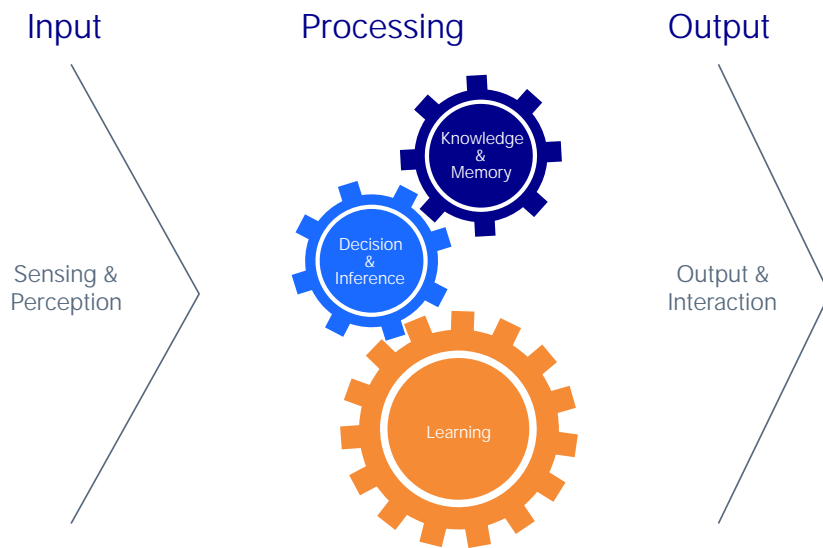 Input
Processing
Output
Knowledge
&
Memory
Decision
&
Inference
Sensing &
Perception
Output &
Interaction
Learning